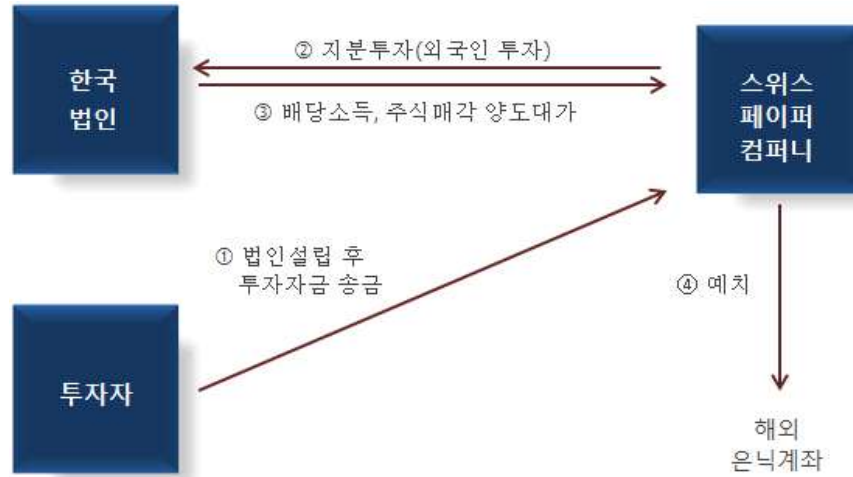 한국
법인
② 지분투자(외국인 투자)
③ 배당소득, 주식매각 양도대가
스위스
페이퍼
컴퍼니
① 법인설립 후
투자자금 송금
④ 예치
투자자
해외
은닉계좌